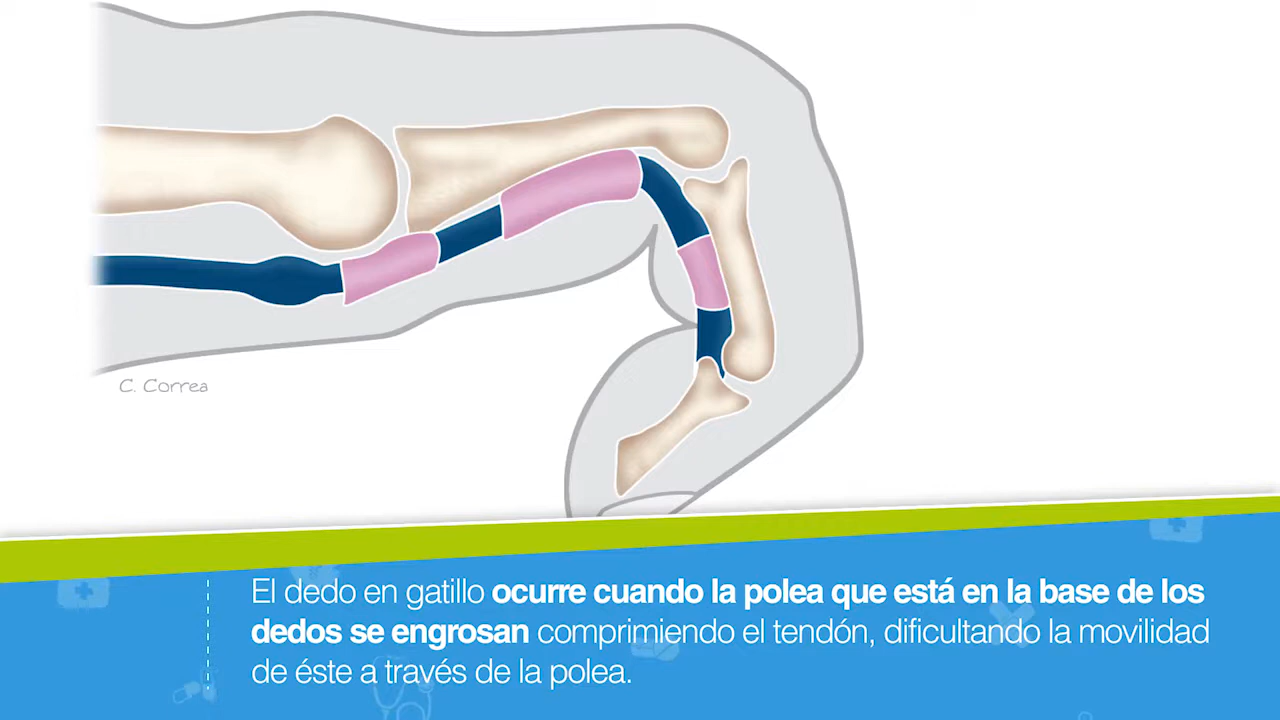 C. Correa
El dedo en gatillo ocurre cuando la polea que está en la base de los
dedos se engrosan comprimiendo el tendón, dificultando la movilidad
de éste a través de la polea.